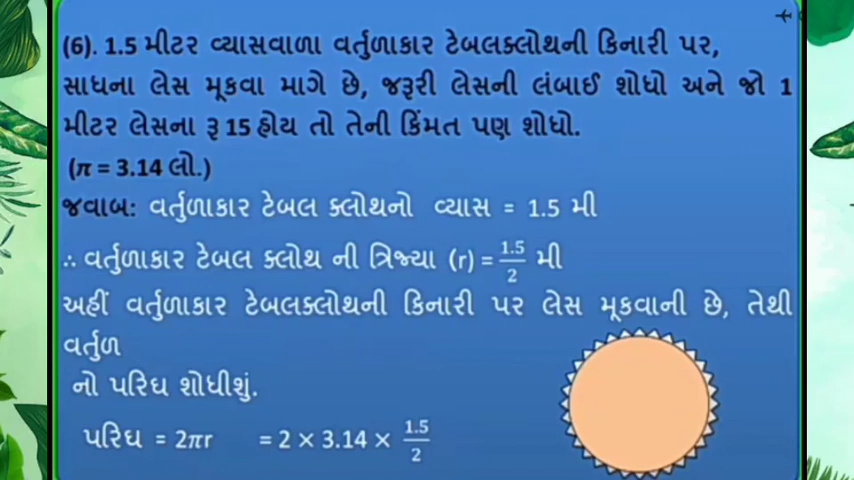 (6). 1.5 મીટર વ્યાસવાળા વર્તુળાકાર ટેબલક્લોથની કિનારી પર,
સાધના લેસ મૂકવા માગે છે, જરૂરી લેસની લંબાઈ શોધો અને જો 1
મીટર લેસના રૂ 15 હોય તો તેની કિંમત પણ શોધો.
(π = 3.14 લો.)
જવાબ: વર્તુળાકાર ટેબલ ક્લોથનો વ્યાસ = 1.5 મી
∴ વર્તુળાકાર ટેબલ ક્લોથ ની ત્રિજ્યા (r) = 1.5/2 મી
અહીં વર્તુળાકાર ટેબલક્લોથની કિનારી પર લેસ મૂકવાની છે, તેથી
વર્તુળ
નો પરિઘ શોધીશું.
પરિઘ = 2πr = 2 × 3.14 × 1.5/2